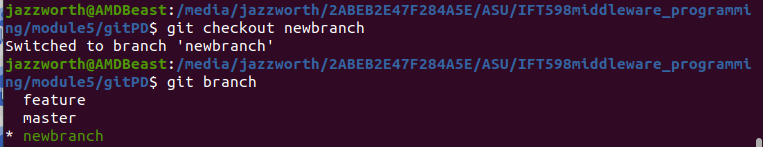 jazzworth@AMDBeast:/media/jazzworth/2ABEB2E47F284A5E/ASU/IFT598middleware_programmi
ng/module5/gitPD$ git checkout newbranch
Switched to branch 'newbranch'
jazzworth@AMDBeast:/media/jazzworth/2ABEB2E47F284A5E/ASU/IFT598middleware_programmi
ng/module5/gitPD$ git branch
  feature
  master
* newbranch